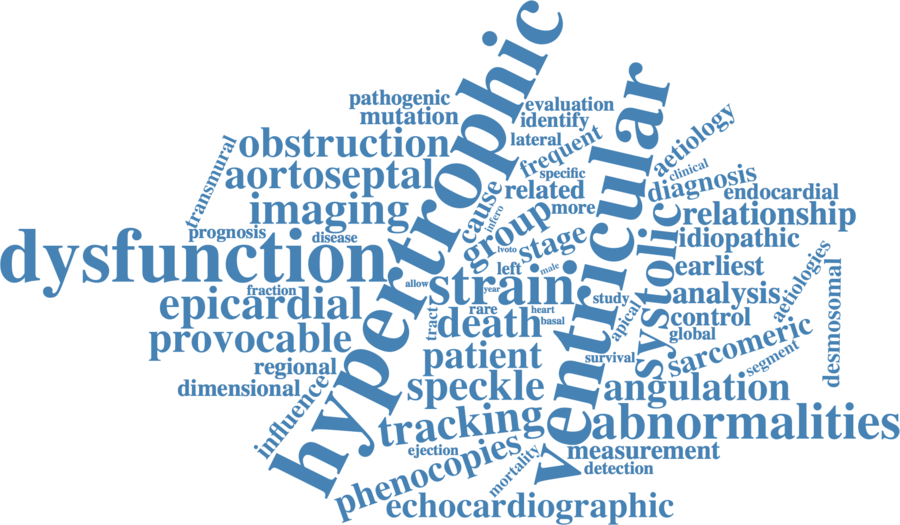 pathogenic
mutation
obstruction
aortoseptal
imaging
transmural
prognosis
disease
dysfunction
fraction
epicardial
provocable
regional
dimensional
influence
hypertrophic
evaluation
identify
lateral
frequent
specific
related
more
cause
infero
group
lvoto
stage
left
male
allow
strain
year
rare
heart
basal
tract
death
patient
speckle
tracking
ejection
phenocopies
mortality
echocardiographic
ventricular
aetiology
clinical
diagnosis
endocardial
relationship
idiopathic
systolic
earliest
analysis
aetiologies
study
apical
control
global
sarcomeric
desmosomal
segment
survival
angulation
abnormalities
measurement
detection